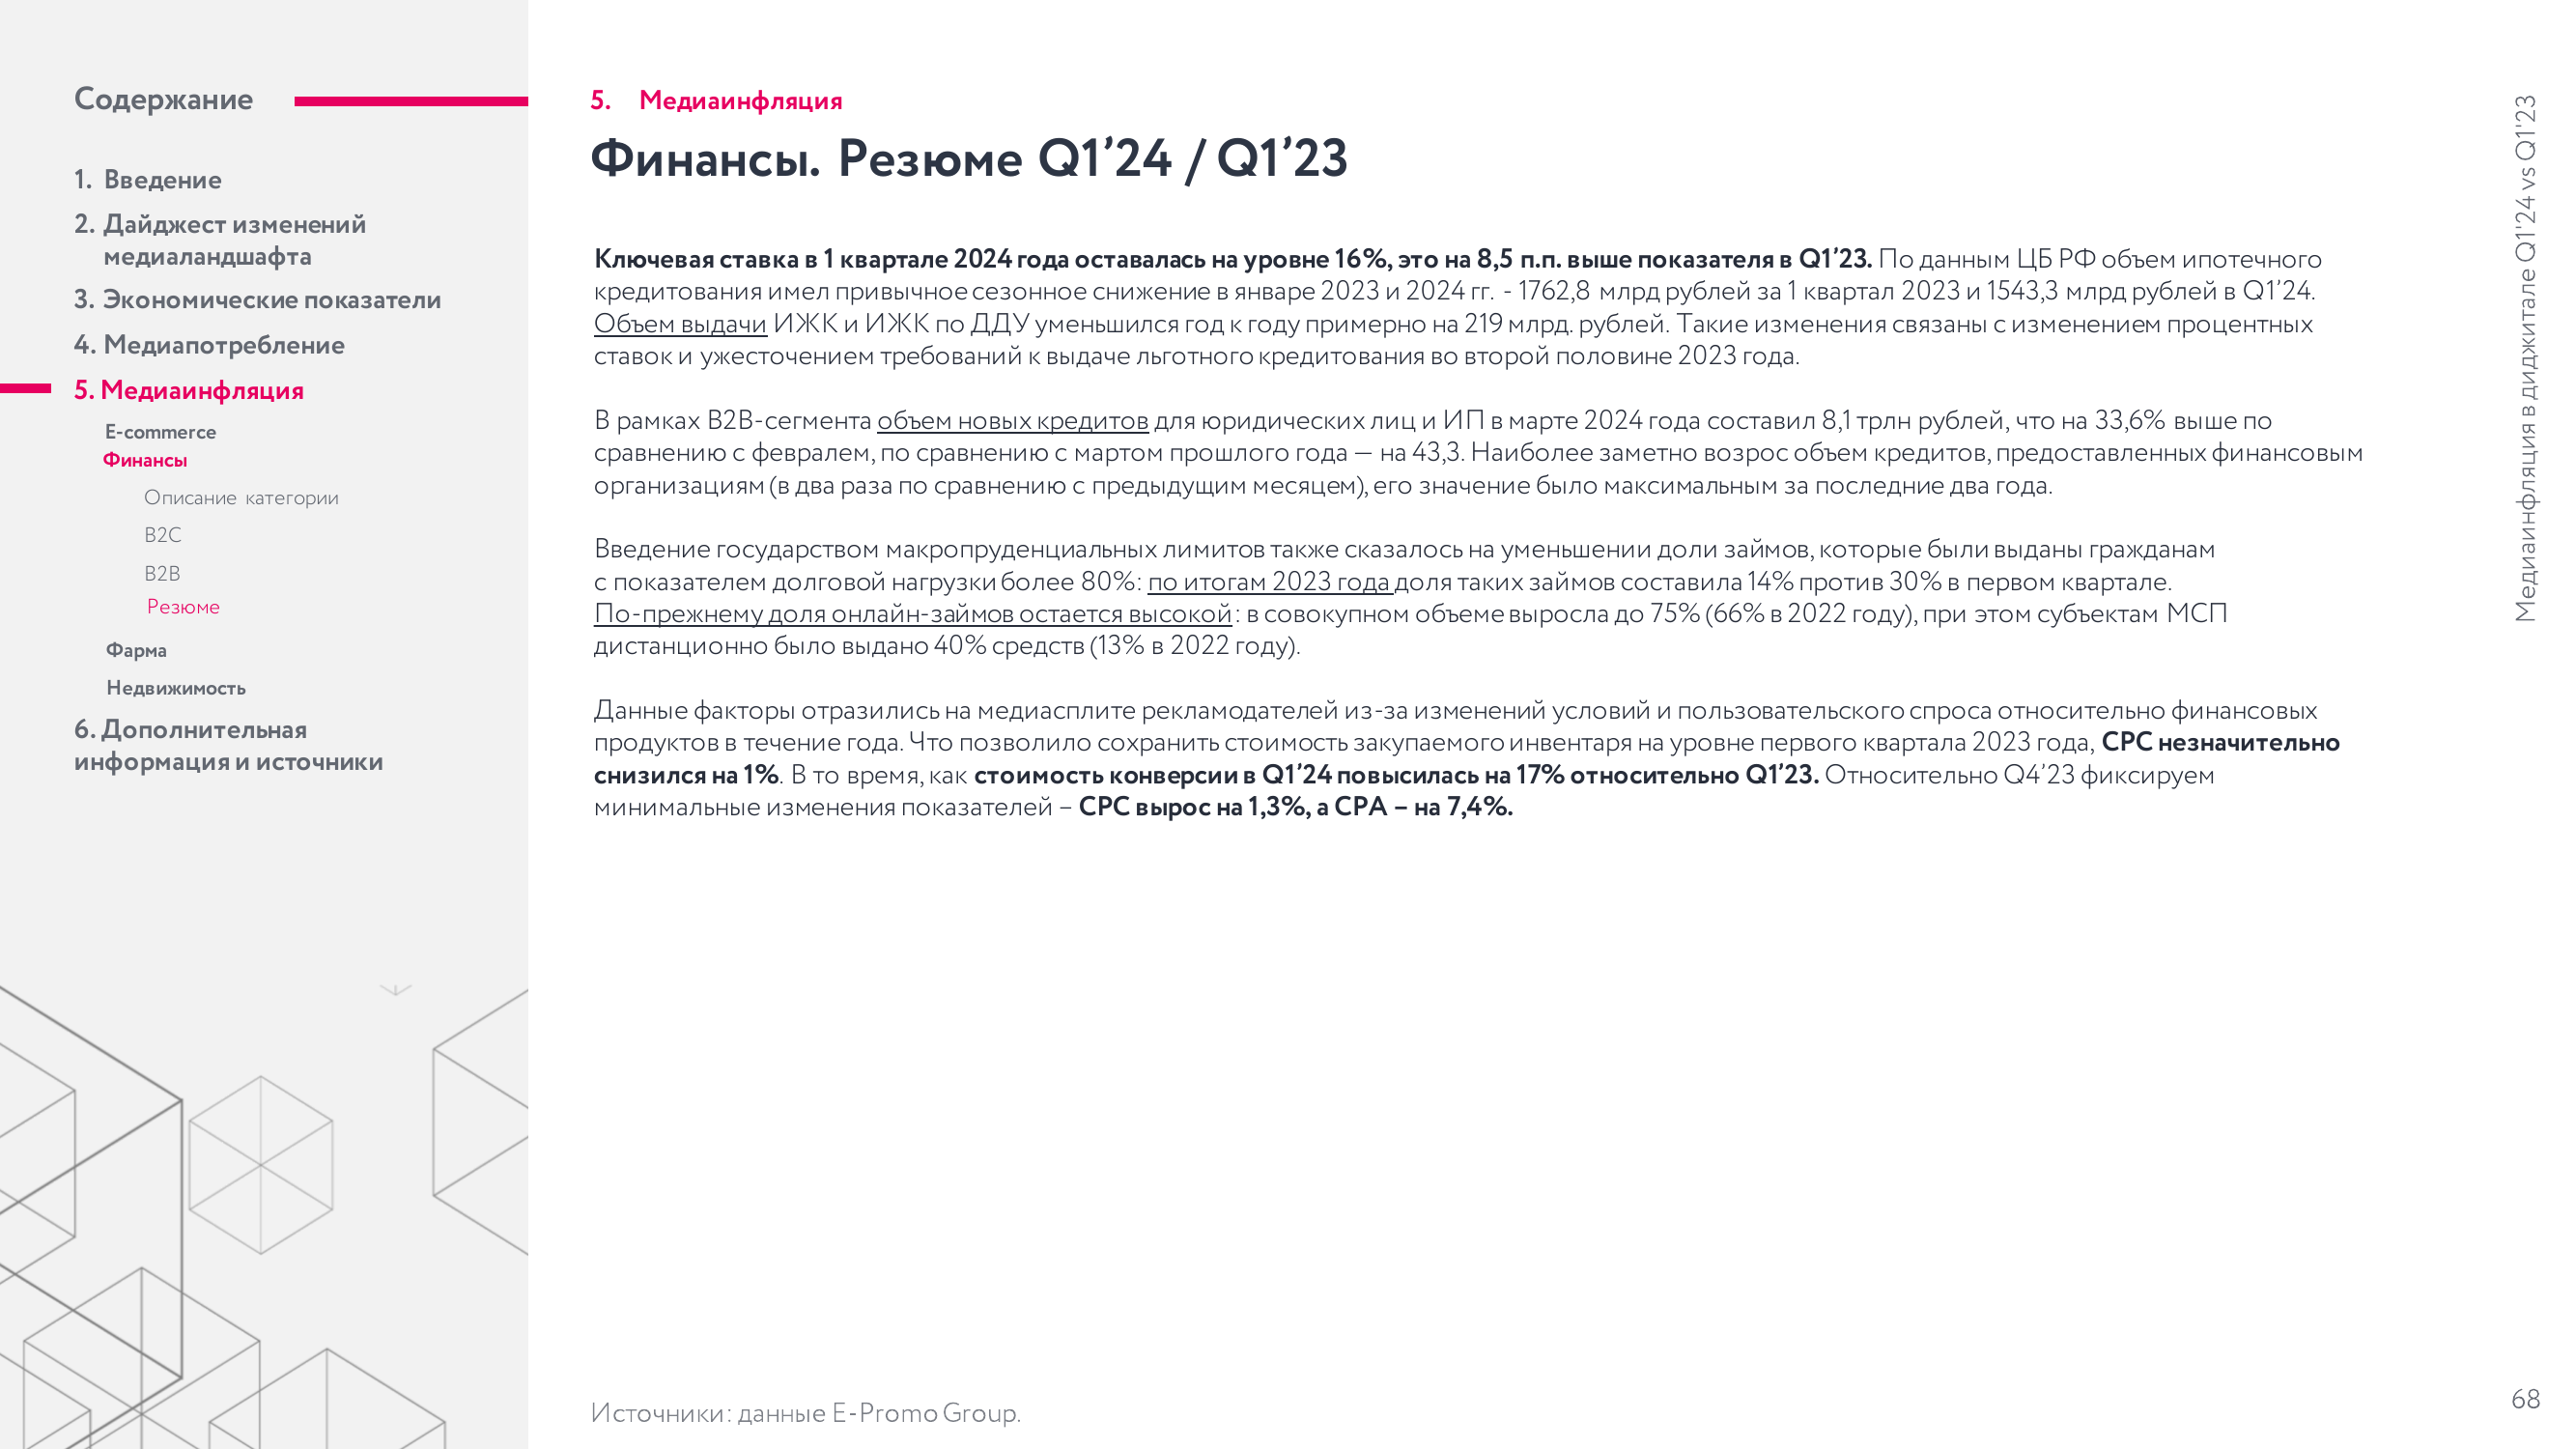 Содержание
1. Введение
2. Дайджест изменений
медиаландшафта
3. Экономические показатели
4. Медиапотребление
5. Медиаинфляция
E-commerce
Финансы
Описание категории
B2C
B2B
Резюме
Фарма
Недвижимость
6. Дополнительная
информация и источники
5. Медиаинфляция
Финансы. Резюме Q1’24 / Q1’23
Ключевая ставка в 1 квартале 2024 года оставалась на уровне 16%, это на 8,5 п.п. выше показателя в Q1’23. По данным ЦБ РФ объем ипотечного
кредитования имел привычное сезонное снижение в январе 2023 и 2024 гг. - 1762,8 млрд рублей за 1 квартал 2023 и 1543,3 млрд рублей в Q1’24.
Объем выдачи ИЖК и ИЖК по ДДУ уменьшился год к году примерно на 219 млрд. рублей. Такие изменения связаны с изменением процентных
ставок и ужесточением требований к выдаче льготного кредитования во второй половине 2023 года.
В рамках B2B-сегмента объем новых кредитов для юридических лиц и ИП в марте 2024 года составил 8,1 трлн рублей, что на 33,6% выше по
сравнению с февралем, по сравнению с мартом прошлого года — на 43,3. Наиболее заметно возрос объем кредитов, предоставленных финансовым
организациям (в два раза по сравнению с предыдущим месяцем), его значение было максимальным за последние два года.
Введение государством макропруденциальных лимитов также сказалось на уменьшении доли займов, которые были выданы гражданам
с показателем долговой нагрузки более 80%: по итогам 2023 года доля таких займов составила 14% против 30% в первом квартале.
По-прежнему доля онлайн-займов остается высокой: в совокупном объеме выросла до 75% (66% в 2022 году), при этом субъектам МСП
дистанционно было выдано 40% средств (13% в 2022 году).
Данные факторы отразились на медиасплите рекламодателей из-за изменений условий и пользовательского спроса относительно финансовых
продуктов в течение года. Что позволило сохранить стоимость закупаемого инвентаря на уровне первого квартала 2023 года, CPC незначительно
снизился на 1%. В то время, как стоимость конверсии в Q1’24 повысилась на 17% относительно Q1’23. Относительно Q4’23 фиксируем
минимальные изменения показателей – CPC вырос на 1,3%, а CPA – на 7,4%.
Источники: данные E-Promo Group.
Медиаинфляция в диджитале Q1'24 vs Q1'23
68